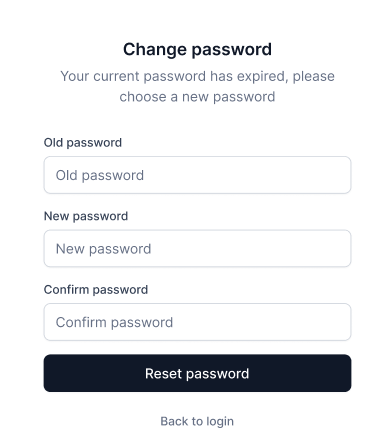 Change password
Your current password has expired, please
choose a new password
Old password
Old password
New password
New password
Confirm password
Confirm password
Reset password
Back to login